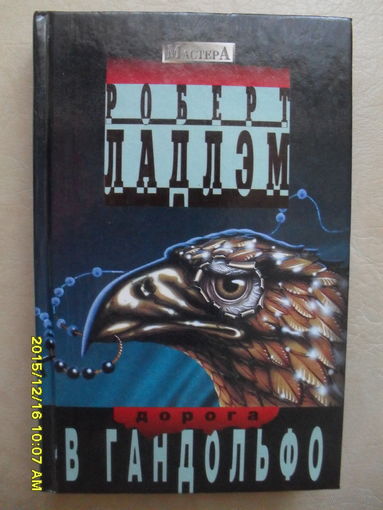 МАСТЕРА
РОБЕРТ
ЛАДЛЭМ
дорога
В ГАНДОЛЬФО
2015/12/16 10:07 AM